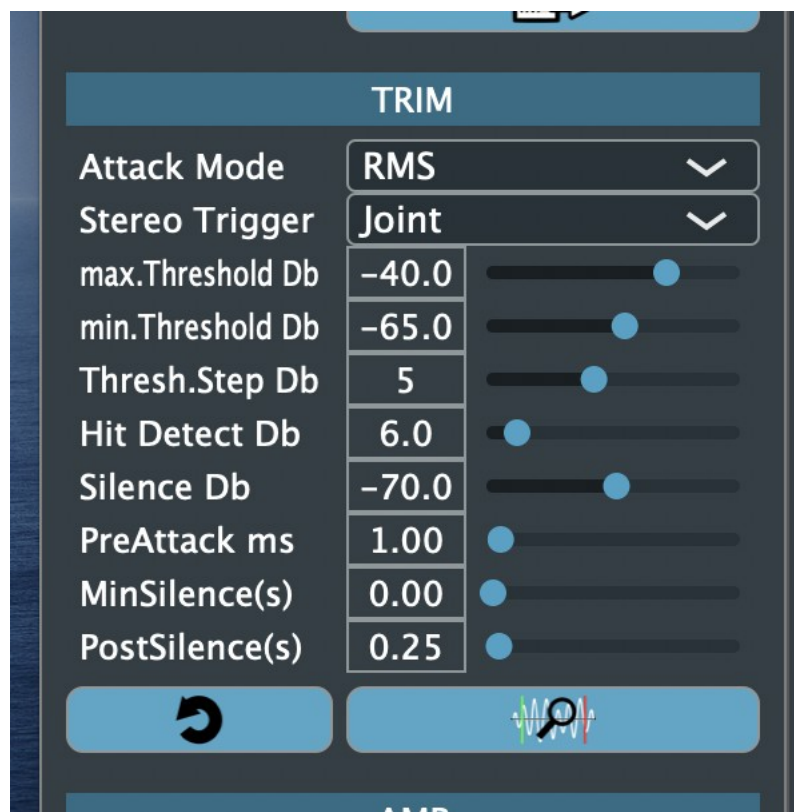 TRIM
Attack Mode RMS
Stereo Trigger Joint
max.Threshold Db -40.0
min.Threshold Db -65.0
Thresh.Step Db 5
Hit Detect Db 6.0
Silence Db -70.0
PreAttack ms 1.00
MinSilence(s) 0.00
PostSilence(s) 0.25